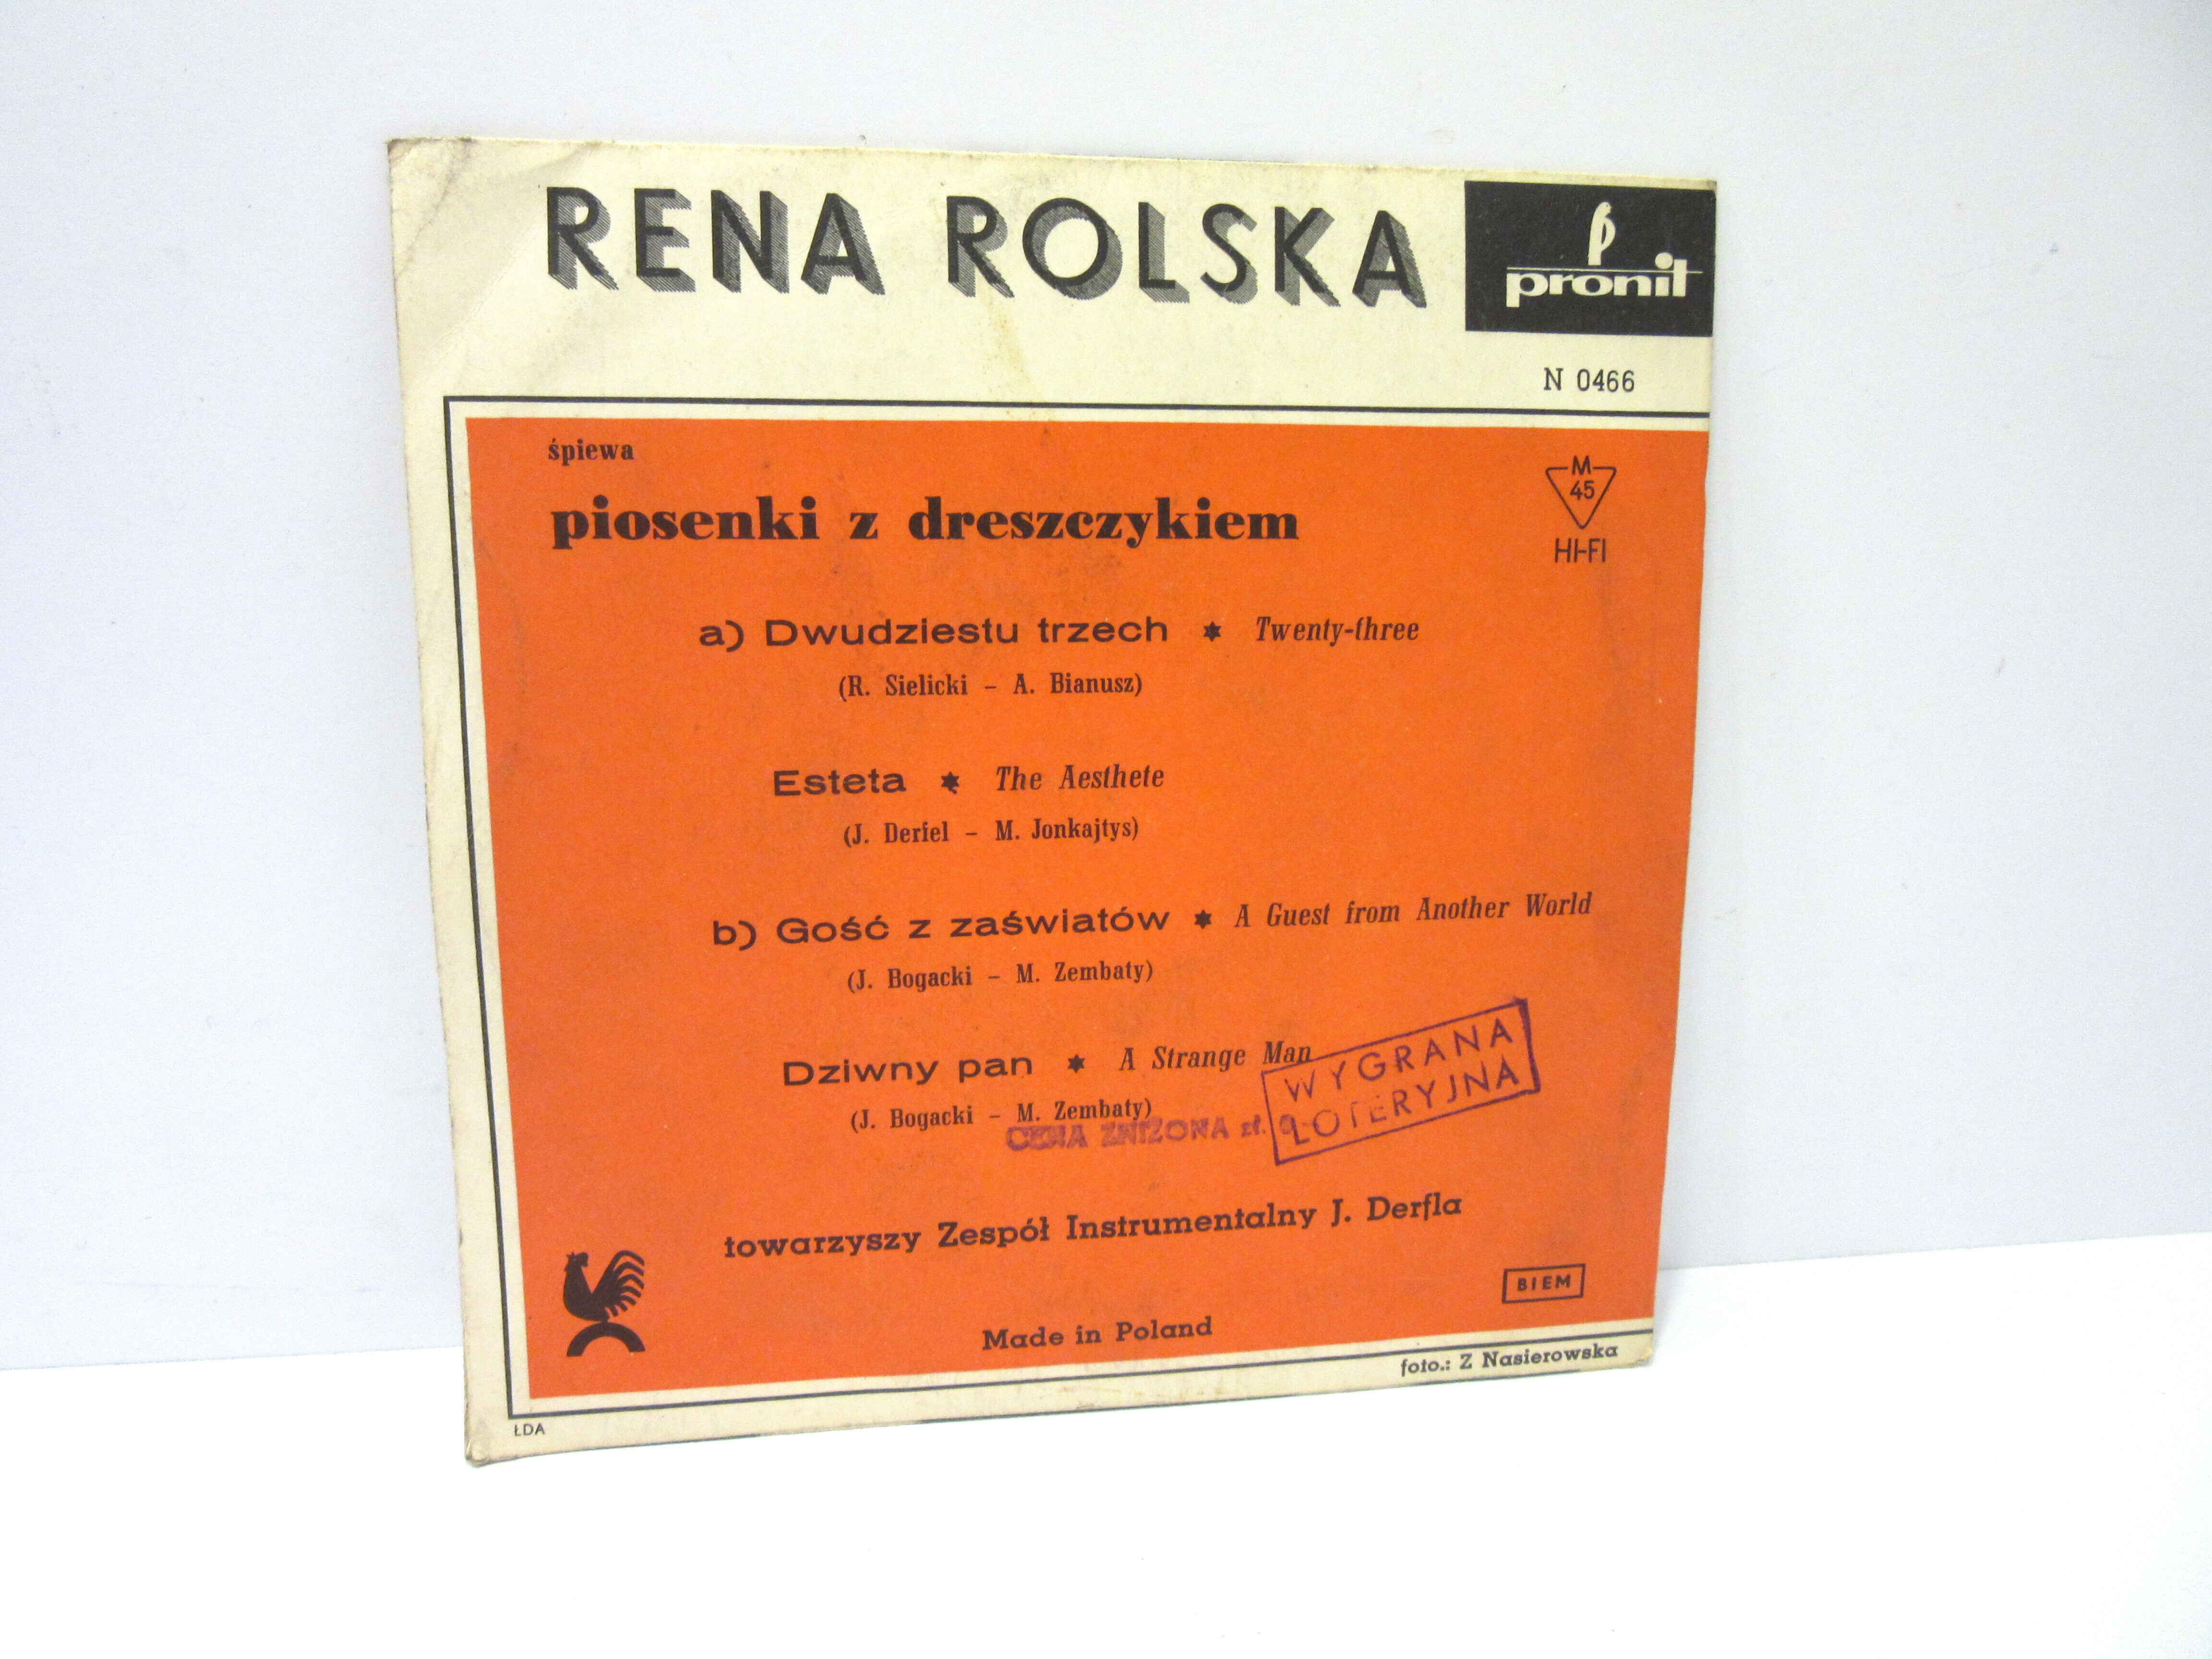 RENA ROLSKA
pronit
N 0466
śpiewa
M
45
HI-FI
piosenki z dreszczykiem
a) Dwudziestu trzech ★ Twenty-three
(R. Sielicki – A. Bianusz)
Esteta ★ The Aesthete
(J. Derfel – M. Jonkajtys)
b) Gość z zaświatów ★ A Guest from Another World
(J. Bogacki – M. Zembaty)
Dziwny pan ★ A Strange Man
(J. Bogacki – M. Zembaty)
WYGRANA
LOTERYJNA
CENA ZNIŻONA zł.
towarzyszy Zespół Instrumentalny J. Derfla
BIEM
Made in Poland
foto.: Z Nasierowska
ŁDA